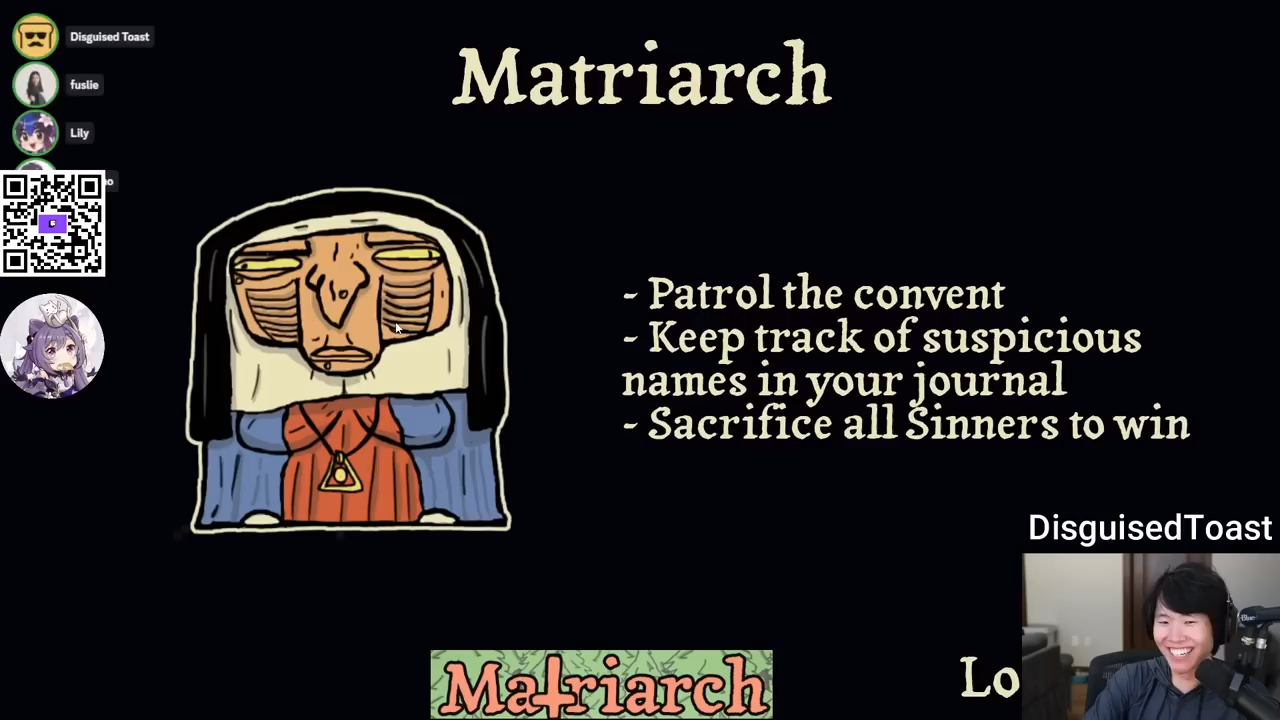 Disguised Toast
fuslie
Lily
Matriarch
- Patrol the convent
- Keep track of suspicious
names in your journal
- Sacrifice all Sinners to win
DisguisedToast
Matriarch
Lo